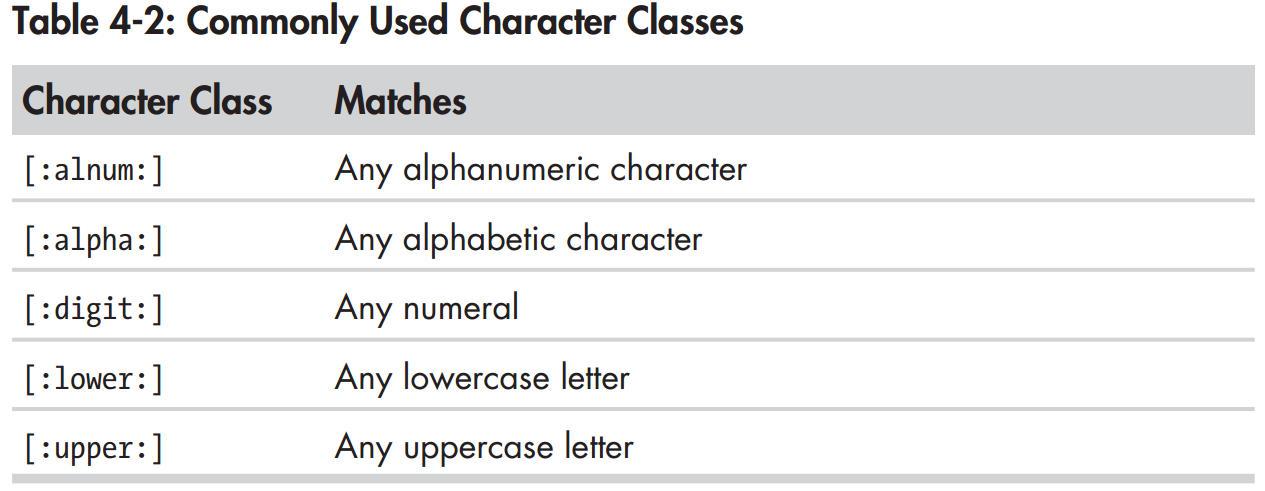 Table 4-2: Commonly Used Character Classes
Character Class Matches
[:alnum:] Any alphanumeric character
[:alpha:] Any alphabetic character
[:digit:] Any numeral
[:lower:] Any lowercase letter
[:upper:] Any uppercase letter